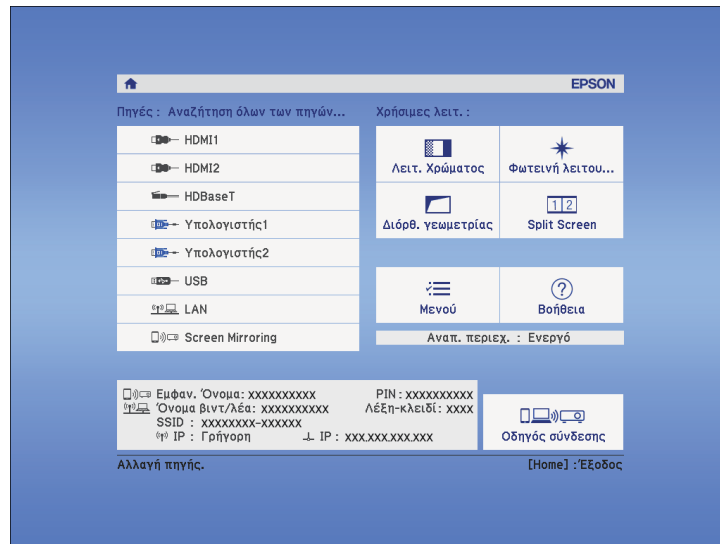 EPSON
Πηγές : Αναζήτηση όλων των πηγών...
HDMI1
HDMI2
HDBaseT
Υπολογιστής1
Υπολογιστής2
USB
LAN
Screen Mirroring
Χρήσιμες λειτ. :
Λειτ. Χρώματος
Φωτεινή λειτου...
1 2
Διόρθ. γεωμετρίας
Split Screen
Μενού
Βοήθεια
Αναπ. περιεχ. : Ενεργό
Εμφαν. Όνομα: xxxxxxxxxx PIN : xxxxxxxxxx
Όνομα βιντ/λέα: xxxxxxxxxx Λέξη-κλειδί: xxxx
SSID : xxxxxxxx-xxxxxx
IP : Γρήγορη IP : xxx.xxx.xxx.xxx
Οδηγός σύνδεσης
Αλλαγή πηγής. [Home] :Έξοδος